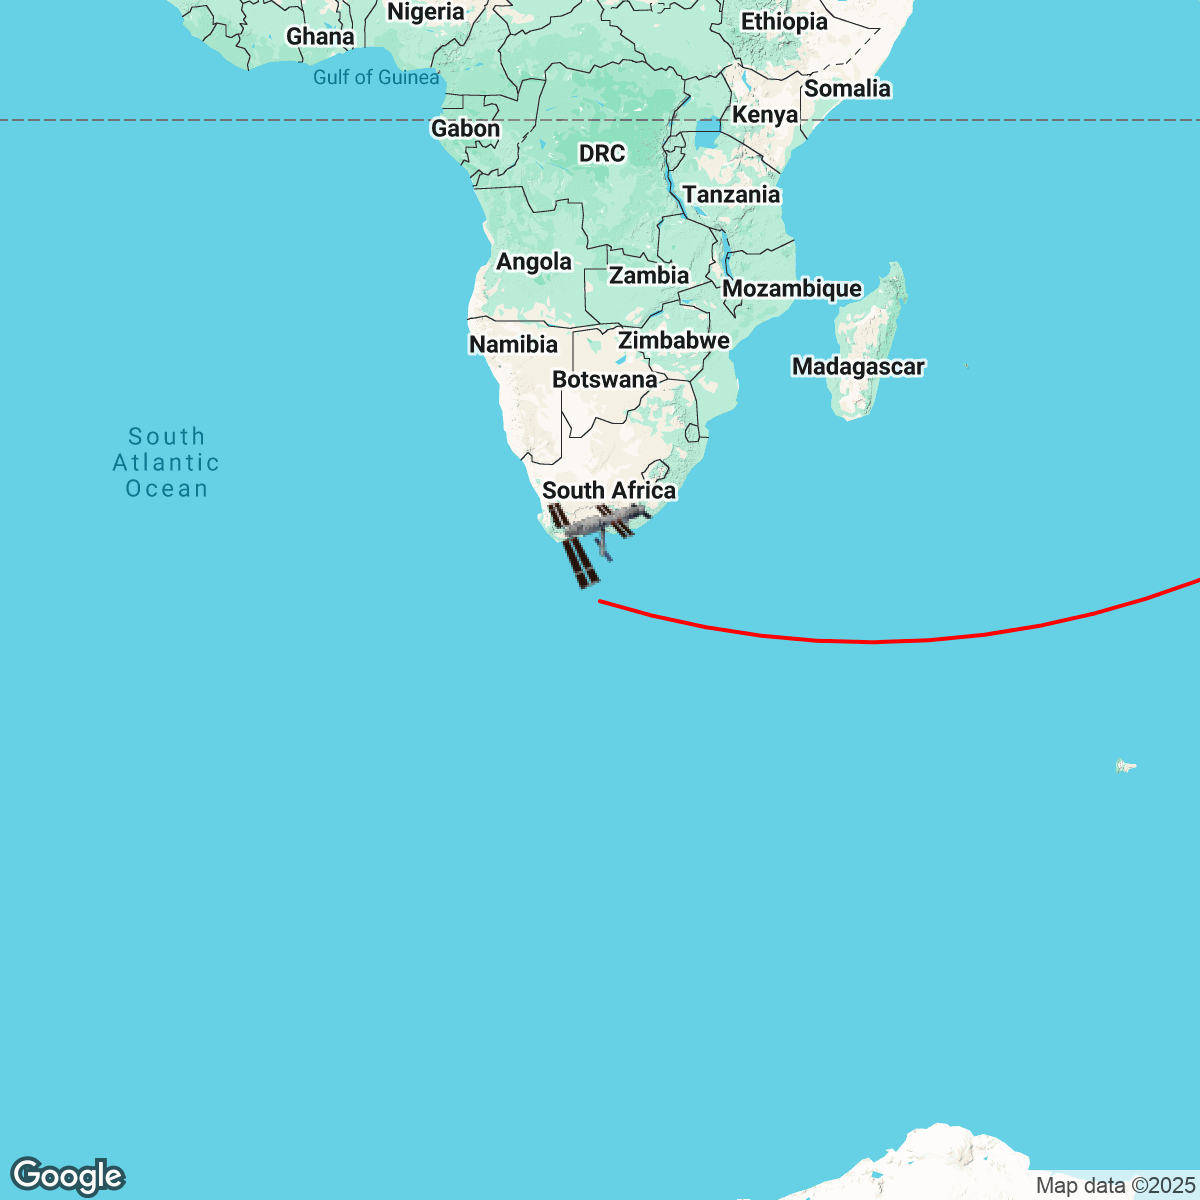 Nigeria
Ethiopia
Ghana
Gulf of Guinea
Somalia
Kenya
Gabon
DRC
Tanzania
Angola
Zambia
Mozambique
Zimbabwe
Namibia
Madagascar
Botswana
South
Atlantic
Ocean
South Africa
Google
Map data ©2025